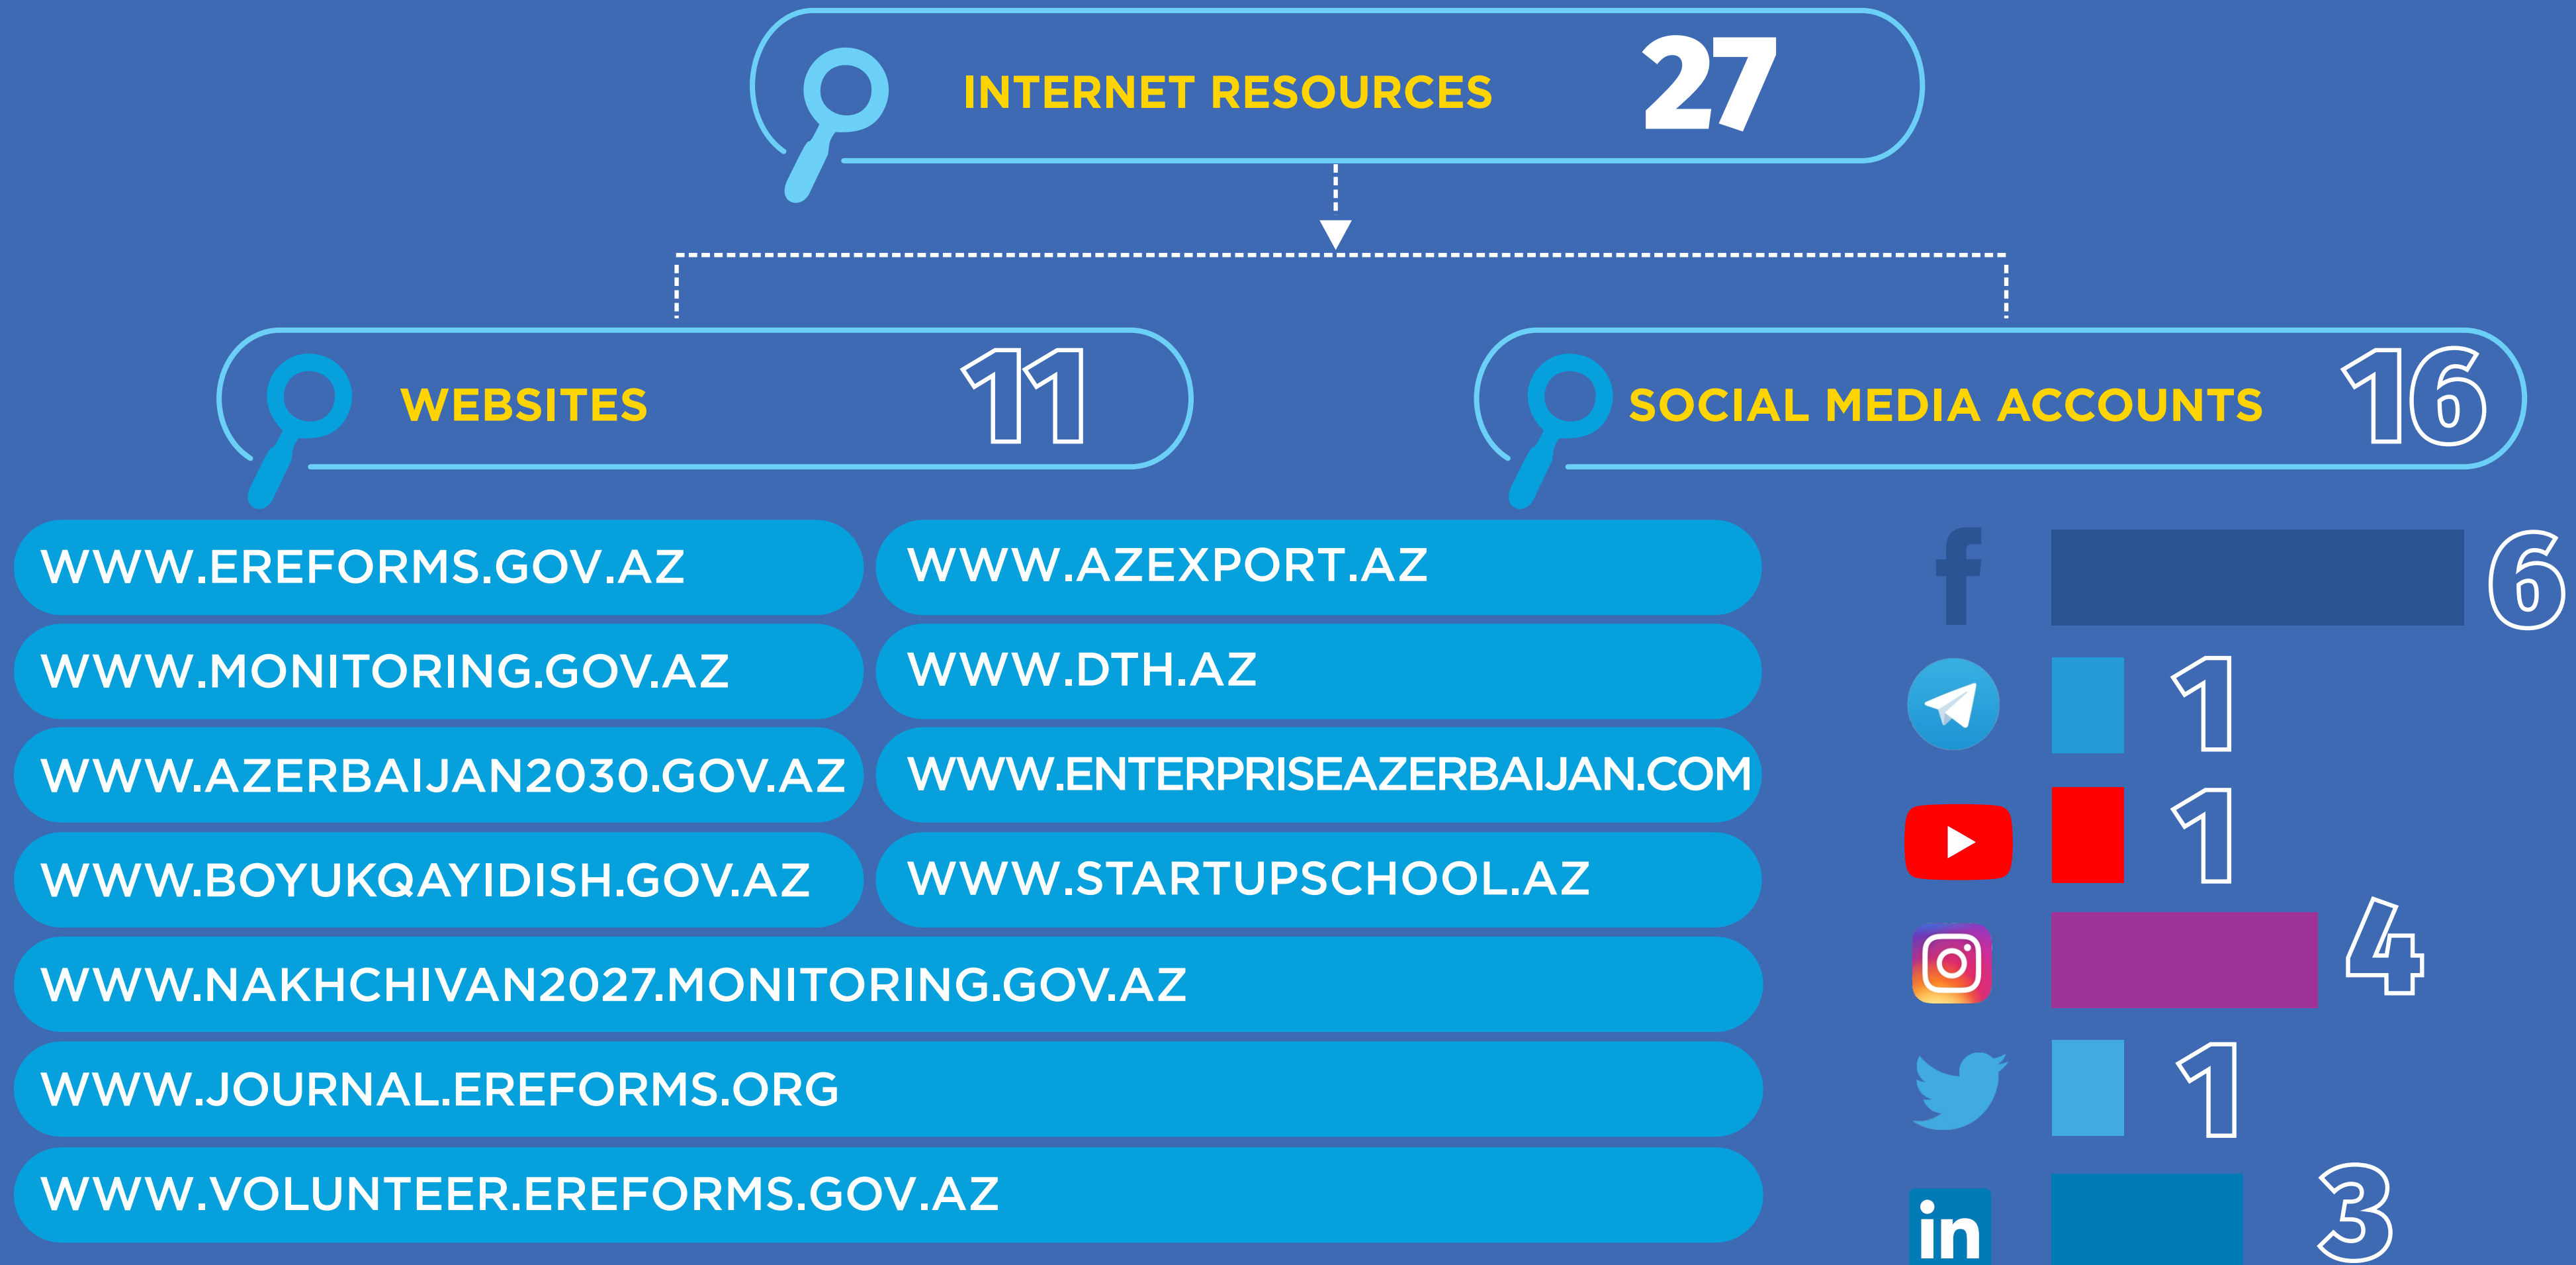 INTERNET RESOURCES 27
WEBSITES 11
SOCIAL MEDIA ACCOUNTS 16
WWW.EREFORMS.GOV.AZ
WWW.MONITORING.GOV.AZ
WWW.AZERBAIJAN2030.GOV.AZ
WWW.BOYUKQAYIDISH.GOV.AZ
WWW.AZEXPORT.AZ
WWW.DTH.AZ
WWW.ENTERPRISEAZERBAIJAN.COM
WWW.STARTUPSCHOOL.AZ
WWW.NAKHCHIVAN2027.MONITORING.GOV.AZ
WWW.JOURNAL.EREFORMS.ORG
WWW.VOLUNTEER.EREFORMS.GOV.AZ
f 6
1
1
4
1
in 3